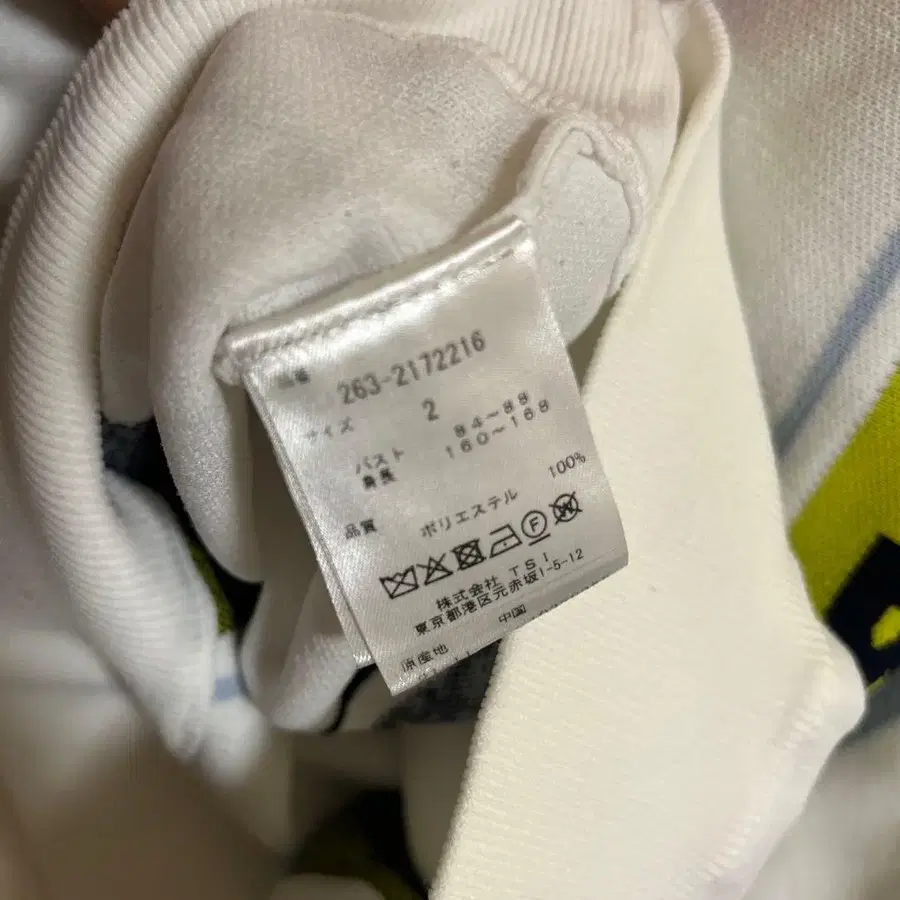 品番 263-2172216
サイズ 2
バスト 84~88
身長 160~168
品質 ポリエステル 100%
F W
株式会社 TSI
東京都港区元赤坂1-5-12
原産地 中国